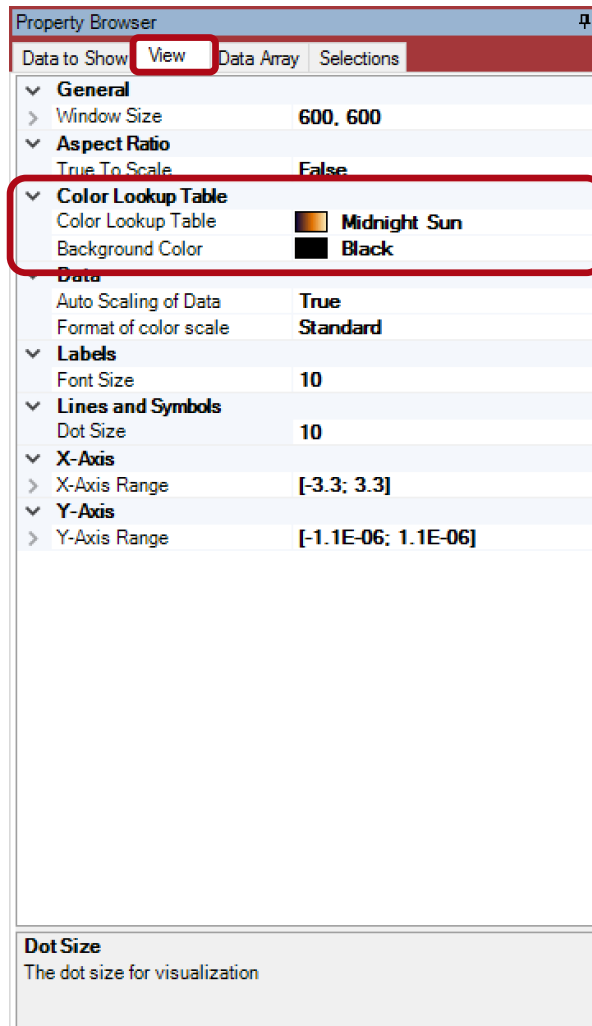 Property Browser
Data to Show View Data Array Selections
General
Window Size 600, 600
Aspect Ratio
True To Scale False
Color Lookup Table
Color Lookup Table Midnight Sun
Background Color Black
Data
Auto Scaling of Data True
Format of color scale Standard
Labels
Font Size 10
Lines and Symbols
Dot Size 10
X-Axis
X-Axis Range [-3.3; 3.3]
Y-Axis
Y-Axis Range [-1.1E-06; 1.1E-06]
Dot Size
The dot size for visualization